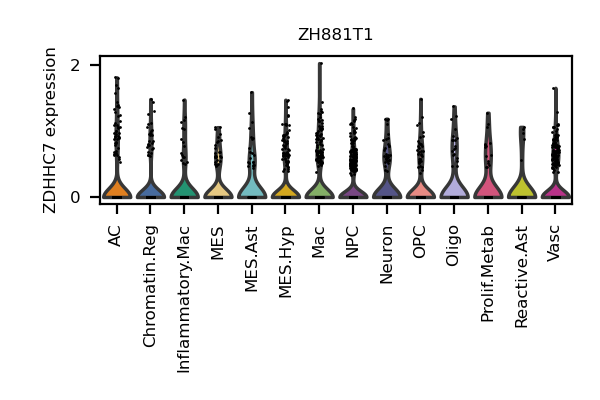 ZH881T1
ZDHHC7 expression
2
0
AC
Chromatin.Reg
Inflammatory.Mac
MES
MES.Ast
MES.Hyp
Mac
NPC
Neuron
OPC
Oligo
Prolif.Metab
Reactive.Ast
Vasc